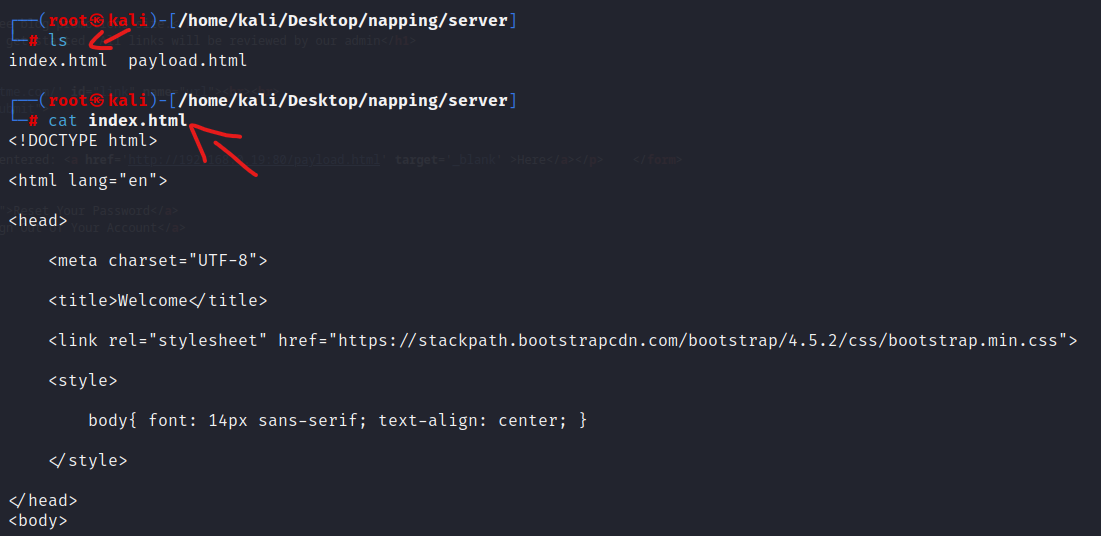 ┌──(root㉿kali)-[/home/kali/Desktop/napping/server]
└─# ls
index.html  payload.html
┌──(root㉿kali)-[/home/kali/Desktop/napping/server]
└─# cat index.html
<!DOCTYPE html>
<html lang="en">
<head>
    <meta charset="UTF-8">
    <title>Welcome</title>
    <link rel="stylesheet" href="https://stackpath.bootstrapcdn.com/bootstrap/4.5.2/css/bootstrap.min.css">
    <style>
        body{ font: 14px sans-serif; text-align: center; }
    </style>
</head>
<body>